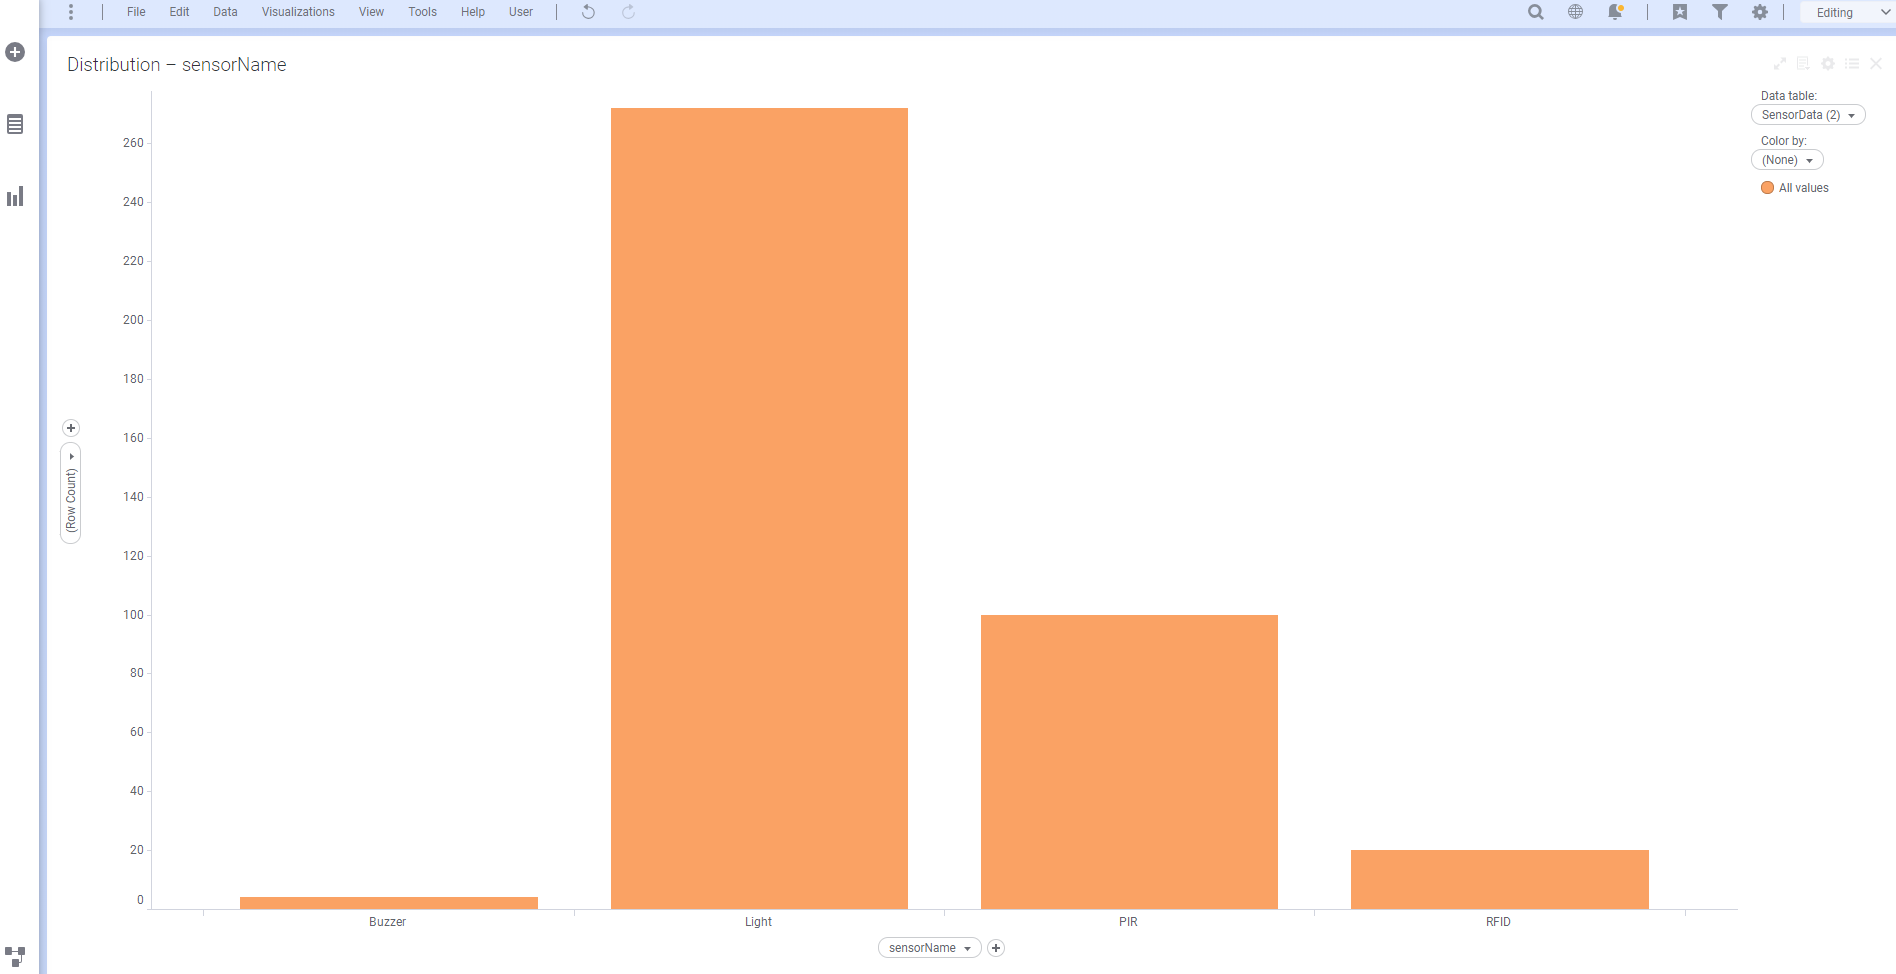 File Edit Data Visualizations View Tools Help User Editing
Distribution – sensorName
Data table:
SensorData (2)
Color by:
(None)
All values
260
240
220
200
180
160
140
120
100
80
60
40
20
0
(Row Count)
Buzzer Light PIR RFID
sensorName